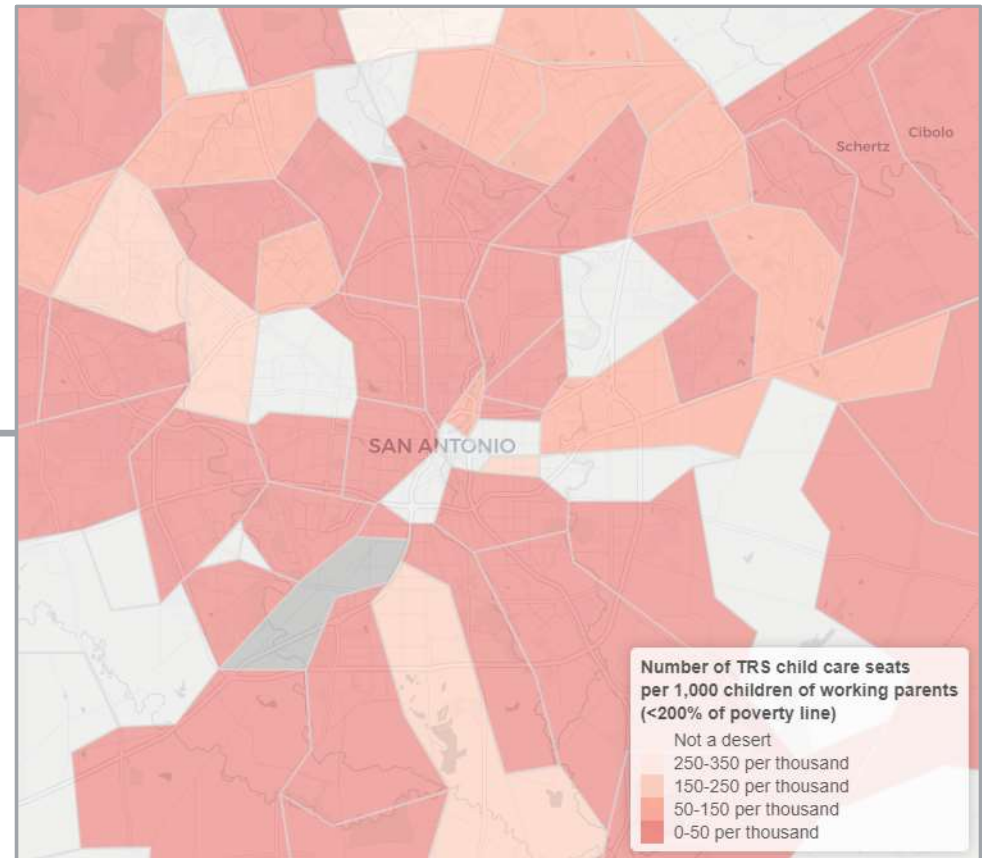 Schertz
Cibolo
SAN ANTONIO
Number of TRS child care seats
per 1,000 children of working parents
(<200% of poverty line)
Not a desert
250-350 per thousand
150-250 per thousand
50-150 per thousand
0-50 per thousand